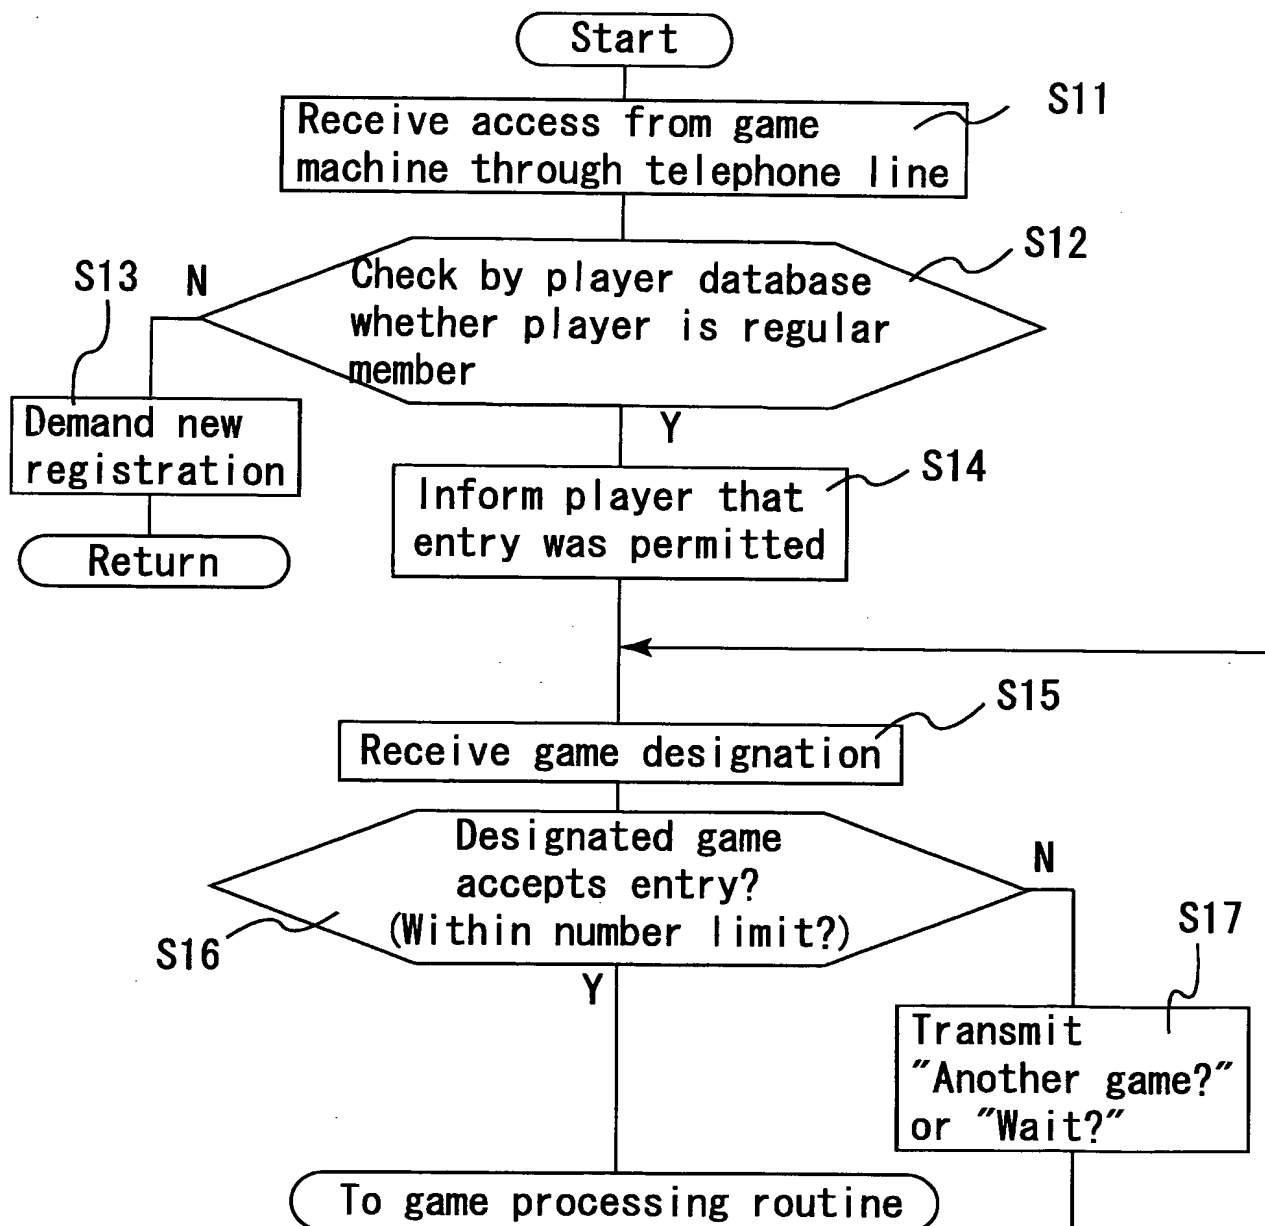 Start
S11
Receive access from game
machine through telephone line
S12
S13
N
Check by player database
whether player is regular
member
Demand new
registration
Y
S14
Inform player that
entry was permitted
Return
S15
Receive game designation
Designated game
accepts entry?
(Within number limit?)
N
S16
Y
S17
Transmit
"Another game?"
or "Wait?"
To game processing routine